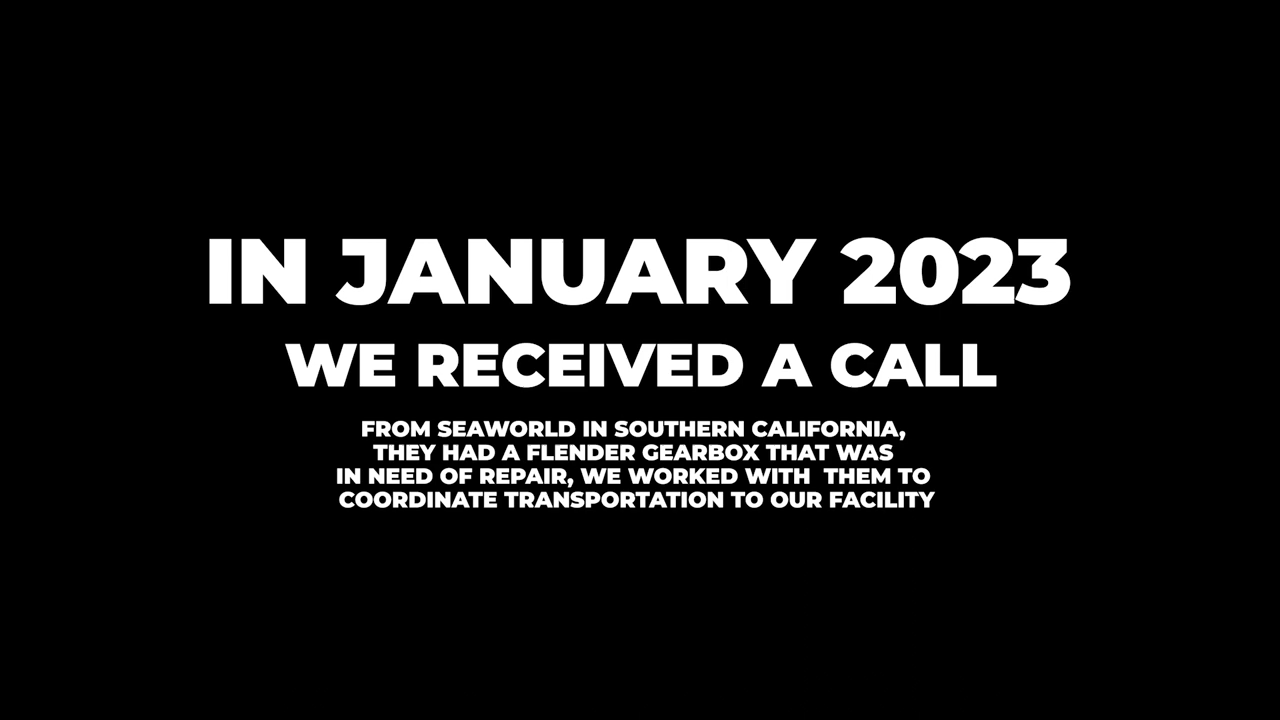 IN JANUARY 2023
WE RECEIVED A CALL
FROM SEAWORLD IN SOUTHERN CALIFORNIA,
THEY HAD A FLENDER GEARBOX THAT WAS
IN NEED OF REPAIR, WE WORKED WITH  THEM TO
COORDINATE TRANSPORTATION TO OUR FACILITY